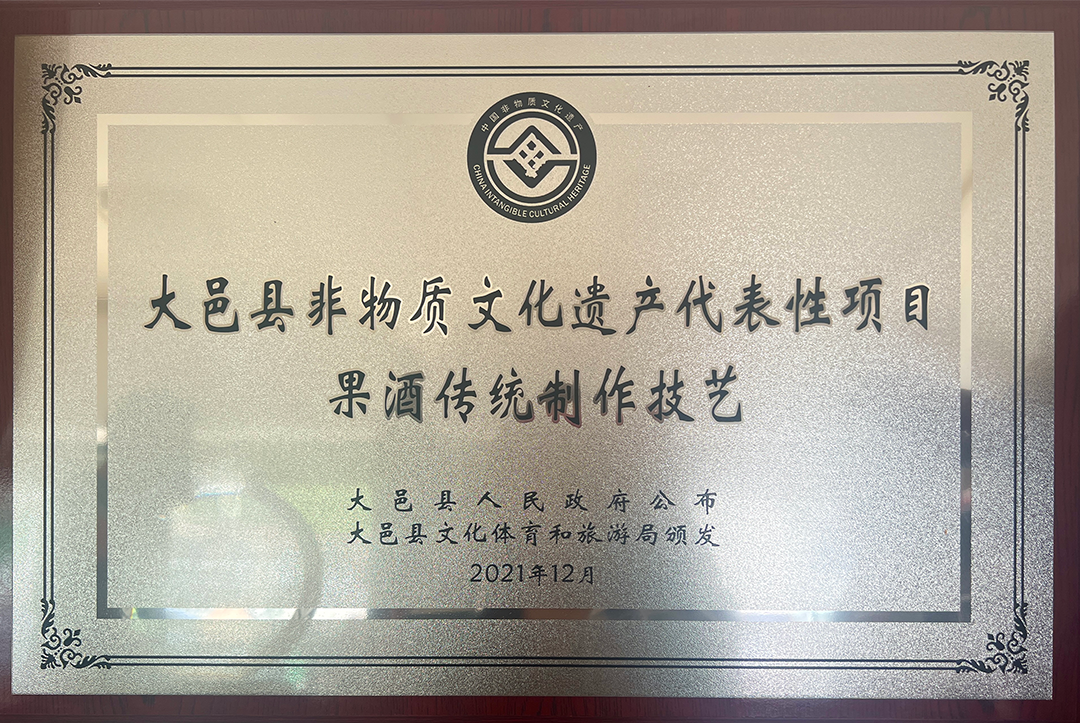 中国非物质文化遗产
CHINA INTANGIBLE CULTURAL HERITAGE
大邑县非物质文化遗产代表性项目
果酒传统制作技艺
大邑县人民政府公布
大邑县文化体育和旅游局颁发
2021年12月